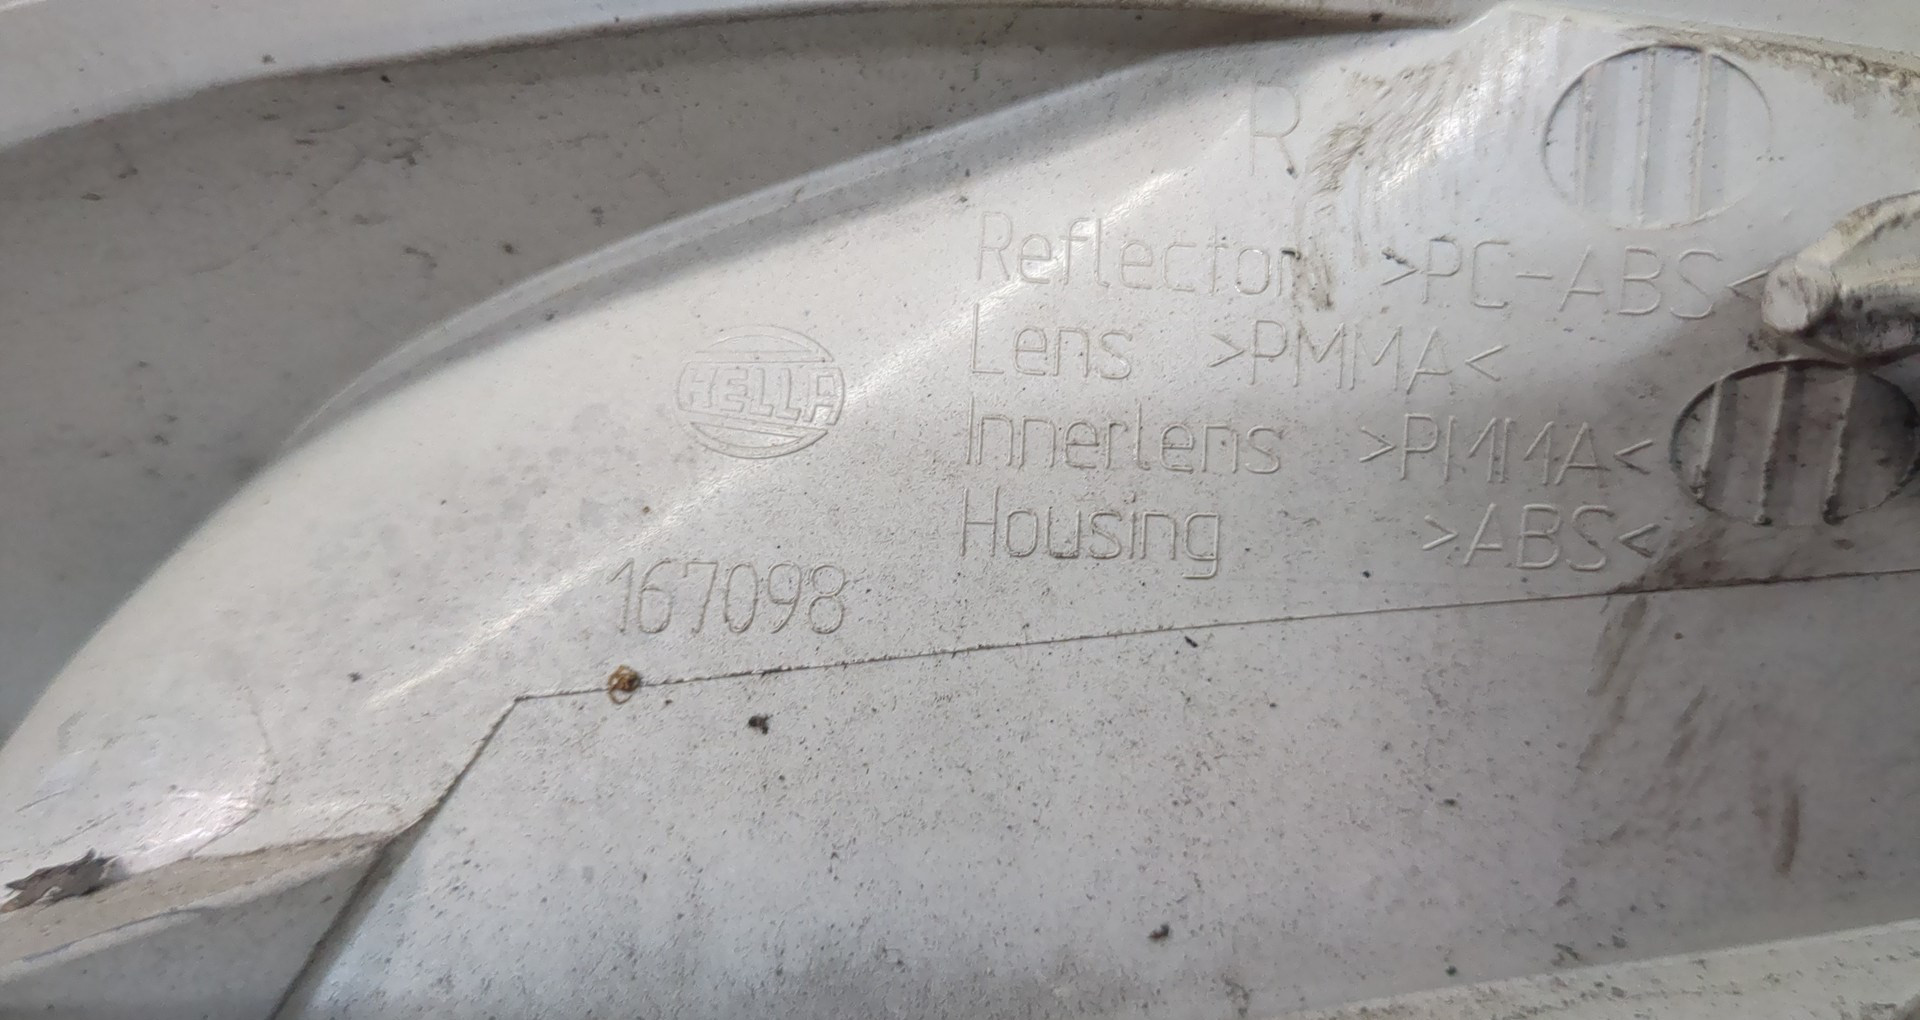 R
Reflector >PC-ABS<
Lens >PMMA<
HELLA
Innerlens >PMMA<
Housing >ABS<
167098